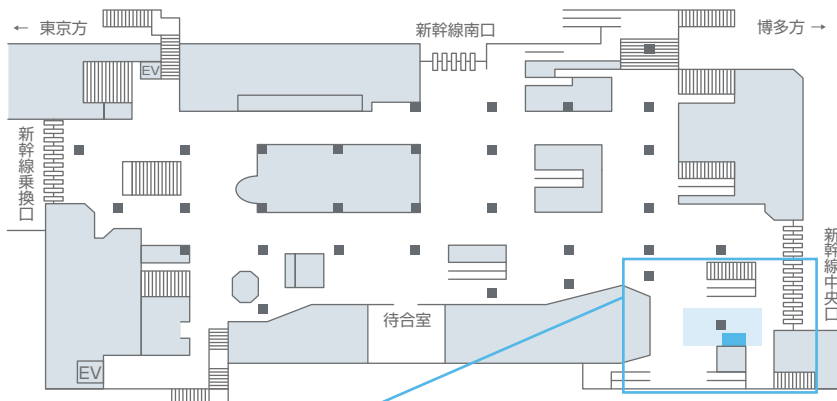 ← 東京方
新幹線南口
博多方 →
EV
新幹線乗換口
新幹線中央口
待合室
EV